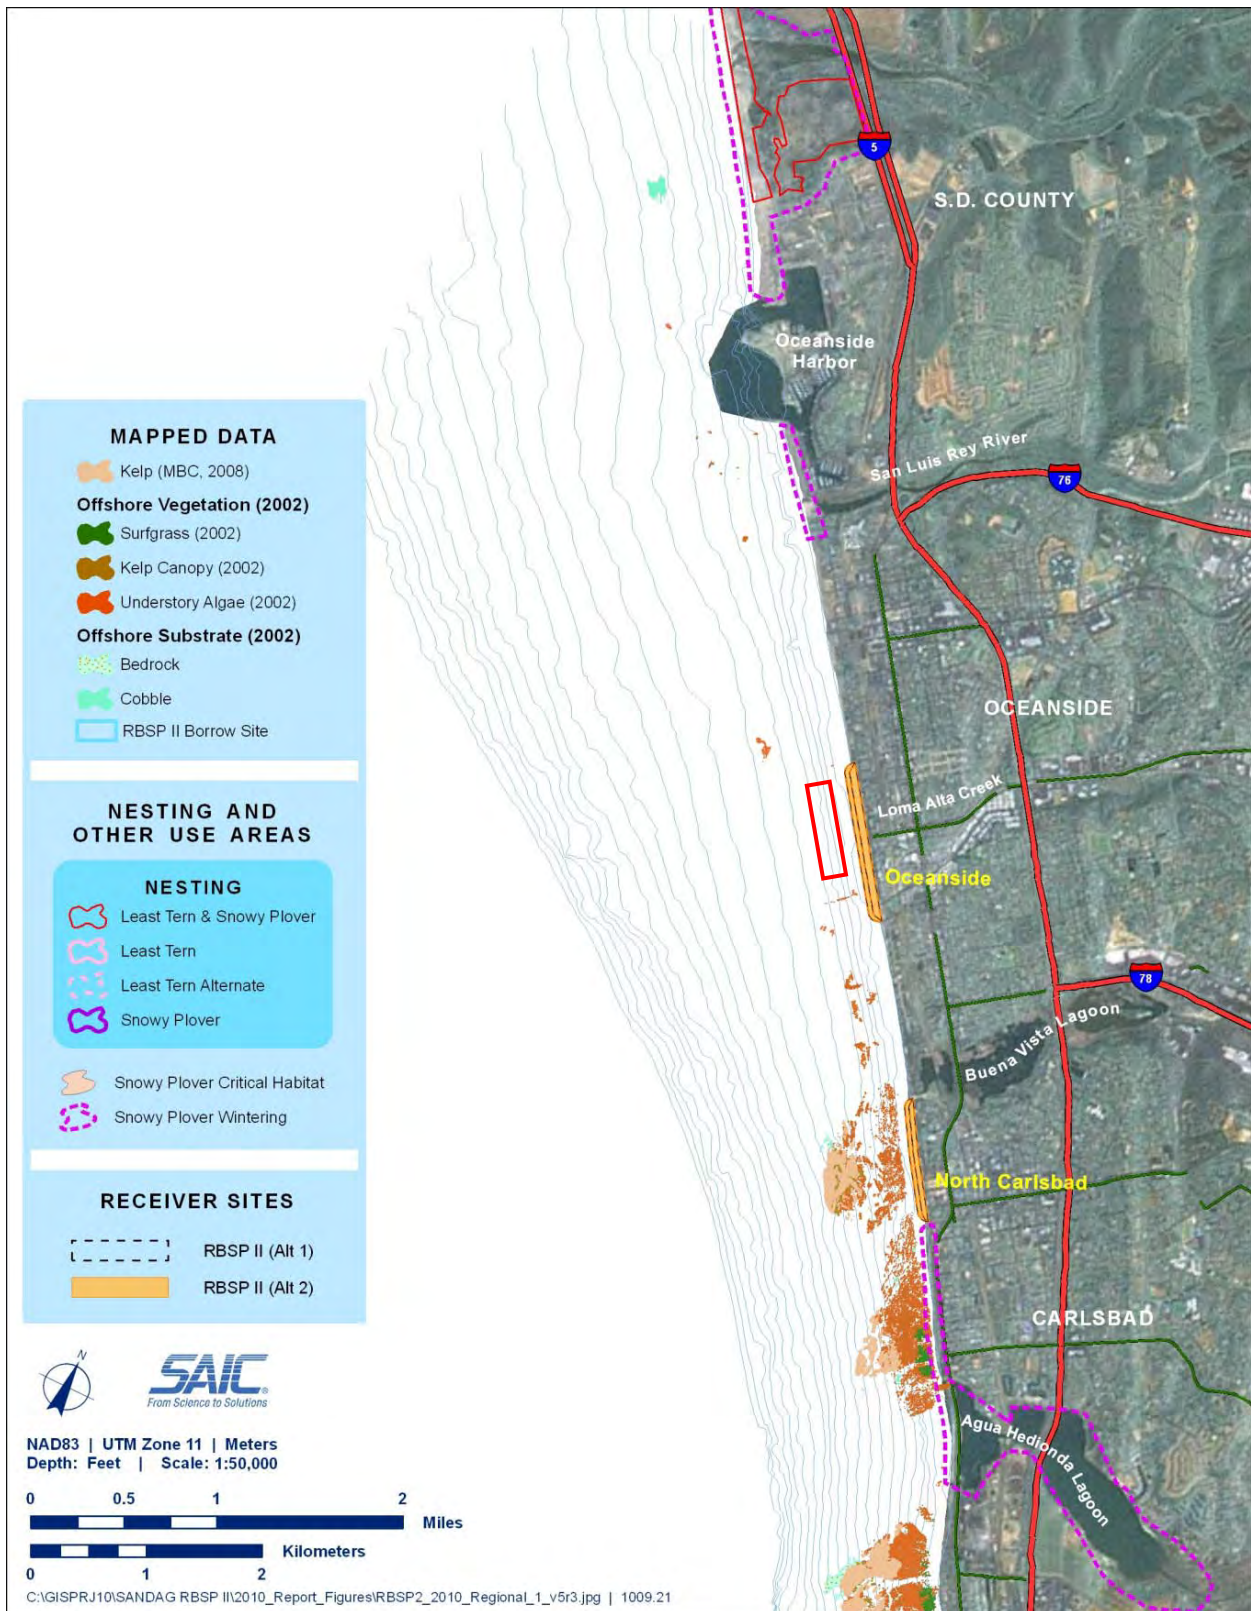 MAPPED DATA
Kelp (MBC, 2008)
Offshore Vegetation (2002)
Surfgrass (2002)
Kelp Canopy (2002)
Understory Algae (2002)
Offshore Substrate (2002)
Bedrock
Cobble
RBSP II Borrow Site
NESTING AND
OTHER USE AREAS
NESTING
Least Tern & Snowy Plover
Least Tern
Least Tern Alternate
Snowy Plover
Snowy Plover Critical Habitat
Snowy Plover Wintering
RECEIVER SITES
RBSP II (Alt 1)
RBSP II (Alt 2)
N
SAIC
From Science to Solutions
NAD83 | UTM Zone 11 | Meters
Depth: Feet | Scale: 1:50,000
0 0.5 1 2
Miles
Kilometers
0 1 2
C:\GISPRJ10\SANDAG RBSP II\2010_Report_Figures\RBSP2_2010_Regional_1_v5r3.jpg | 1009.21
5
S.D. COUNTY
Oceanside
Harbor
San Luis Rey River
76
OCEANSIDE
Loma Alta Creek
Oceanside
78
Buena Vista Lagoon
North Carlsbad
CARLSBAD
Agua Hedionda Lagoon